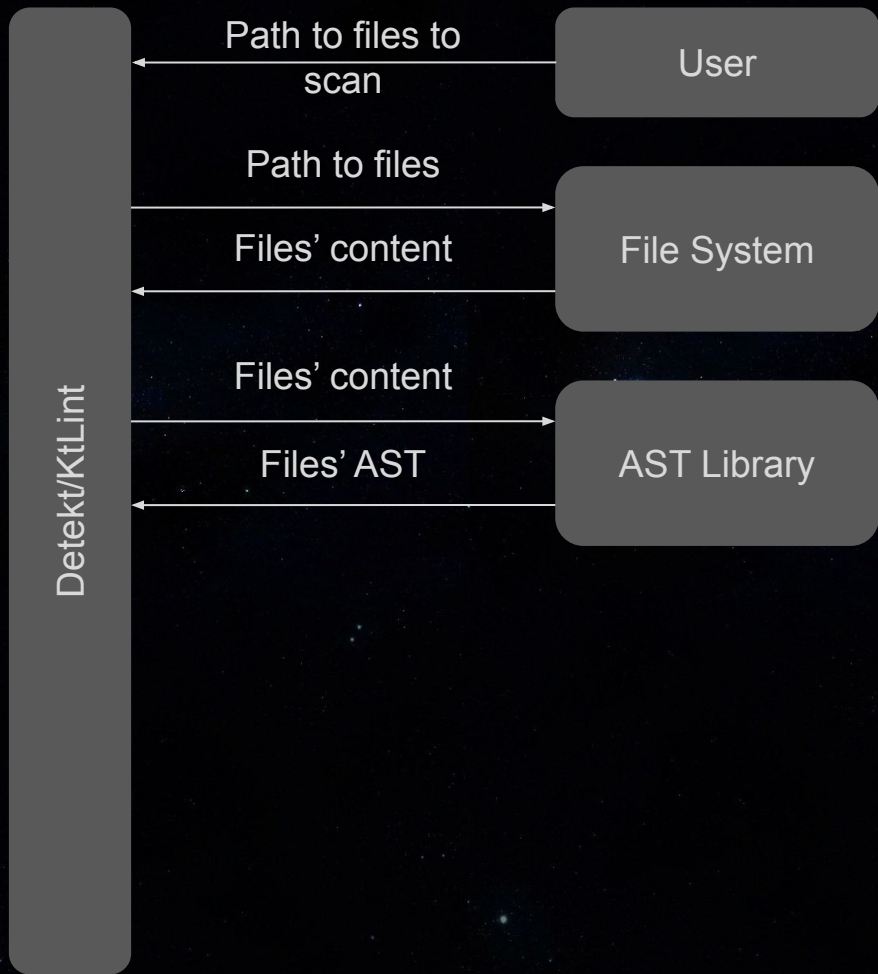 Path to files to
scan
User
Path to files
Files’ content
File System
Files’ content
Files’ AST
AST Library
Detekt/KtLint